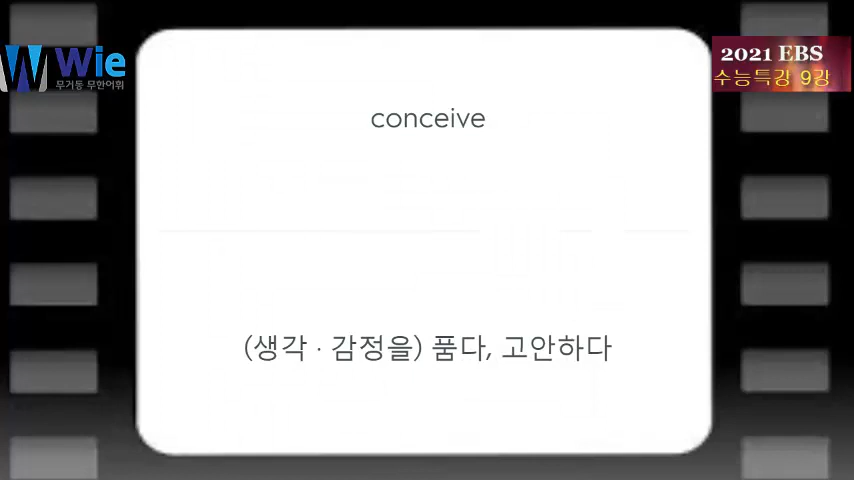 Wie
무거동 무한어휘
2021 EBS
수능특강 9강
conceive
(생각 · 감정을) 품다, 고안하다